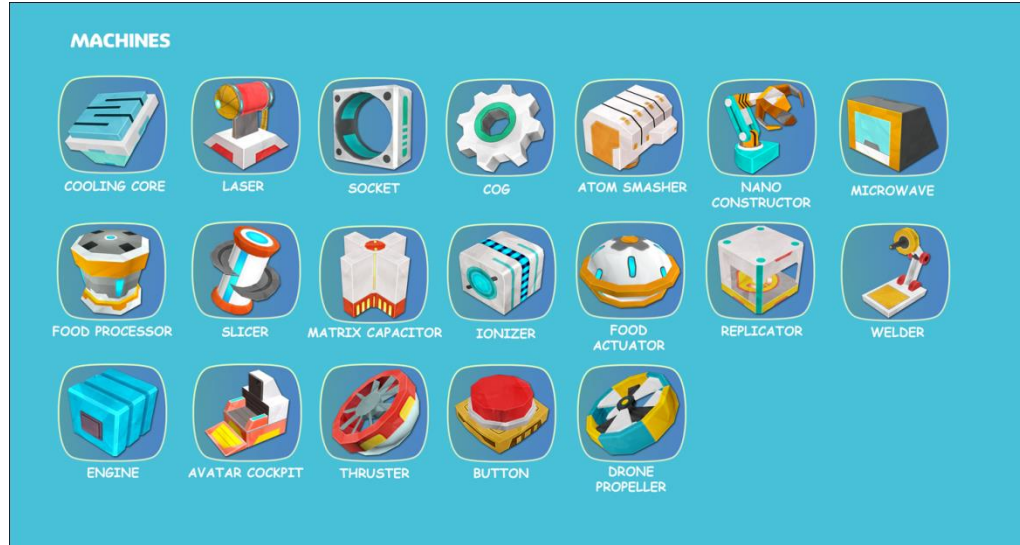 MACHINES
COOLING CORE
LASER
SOCKET
COG
ATOM SMASHER
NANO
CONSTRUCTOR
MICROWAVE
FOOD PROCESSOR
SLICER
MATRIX CAPACITOR
IONIZER
FOOD
ACTUATOR
REPLICATOR
WELDER
ENGINE
AVATAR COCKPIT
THRUSTER
BUTTON
DRONE
PROPELLER